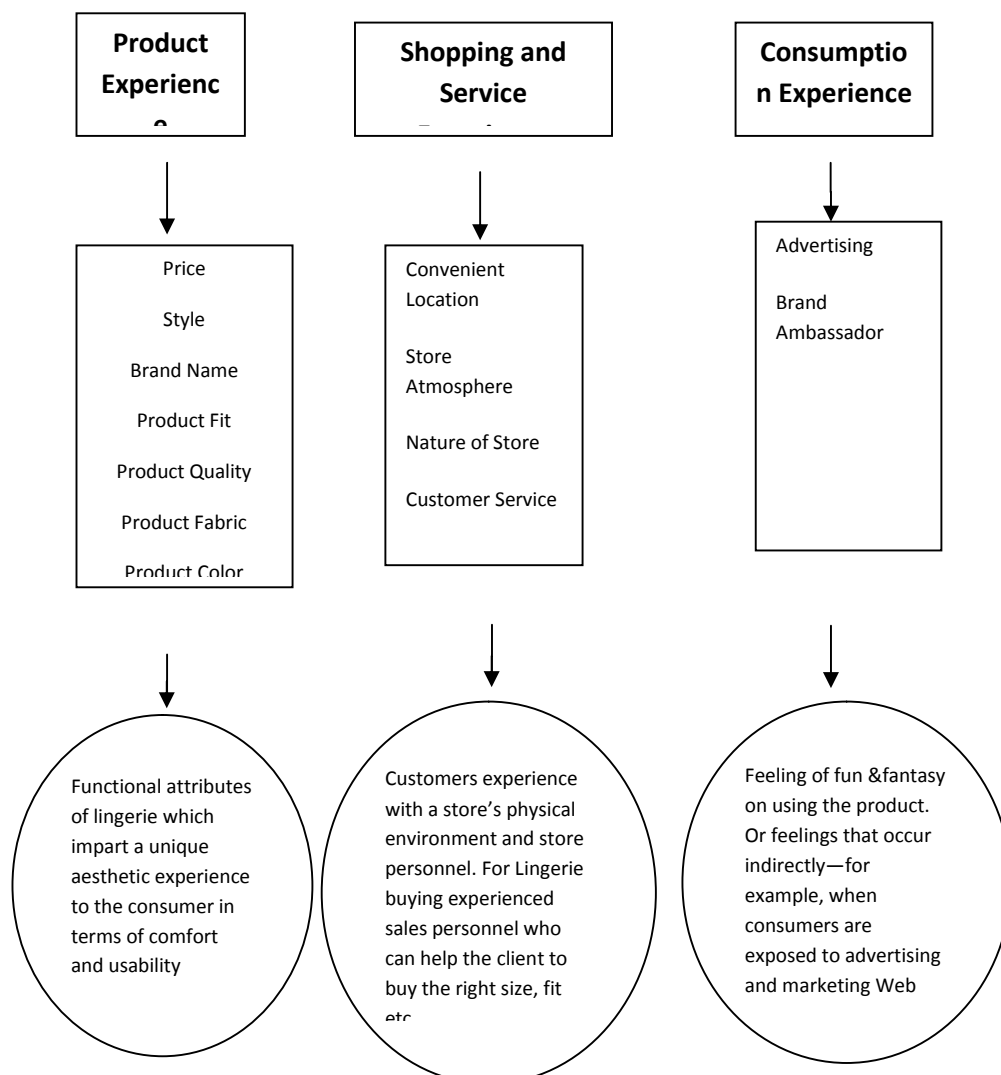 Product
Experienc
e
Shopping and
Service
Consumptio
n Experience
Price
Style
Brand Name
Product Fit
Product Quality
Product Fabric
Product Color
Convenient
Location
Store
Atmosphere
Nature of Store
Customer Service
Advertising
Brand
Ambassador
Functional attributes
of lingerie which
impart a unique
aesthetic experience
to the consumer in
terms of comfort
and usability
Customers experience
with a store’s physical
environment and store
personnel. For Lingerie
buying experienced
sales personnel who
can help the client to
buy the right size, fit
etc
Feeling of fun &fantasy
on using the product.
Or feelings that occur
indirectly—for
example, when
consumers are
exposed to advertising
and marketing Web